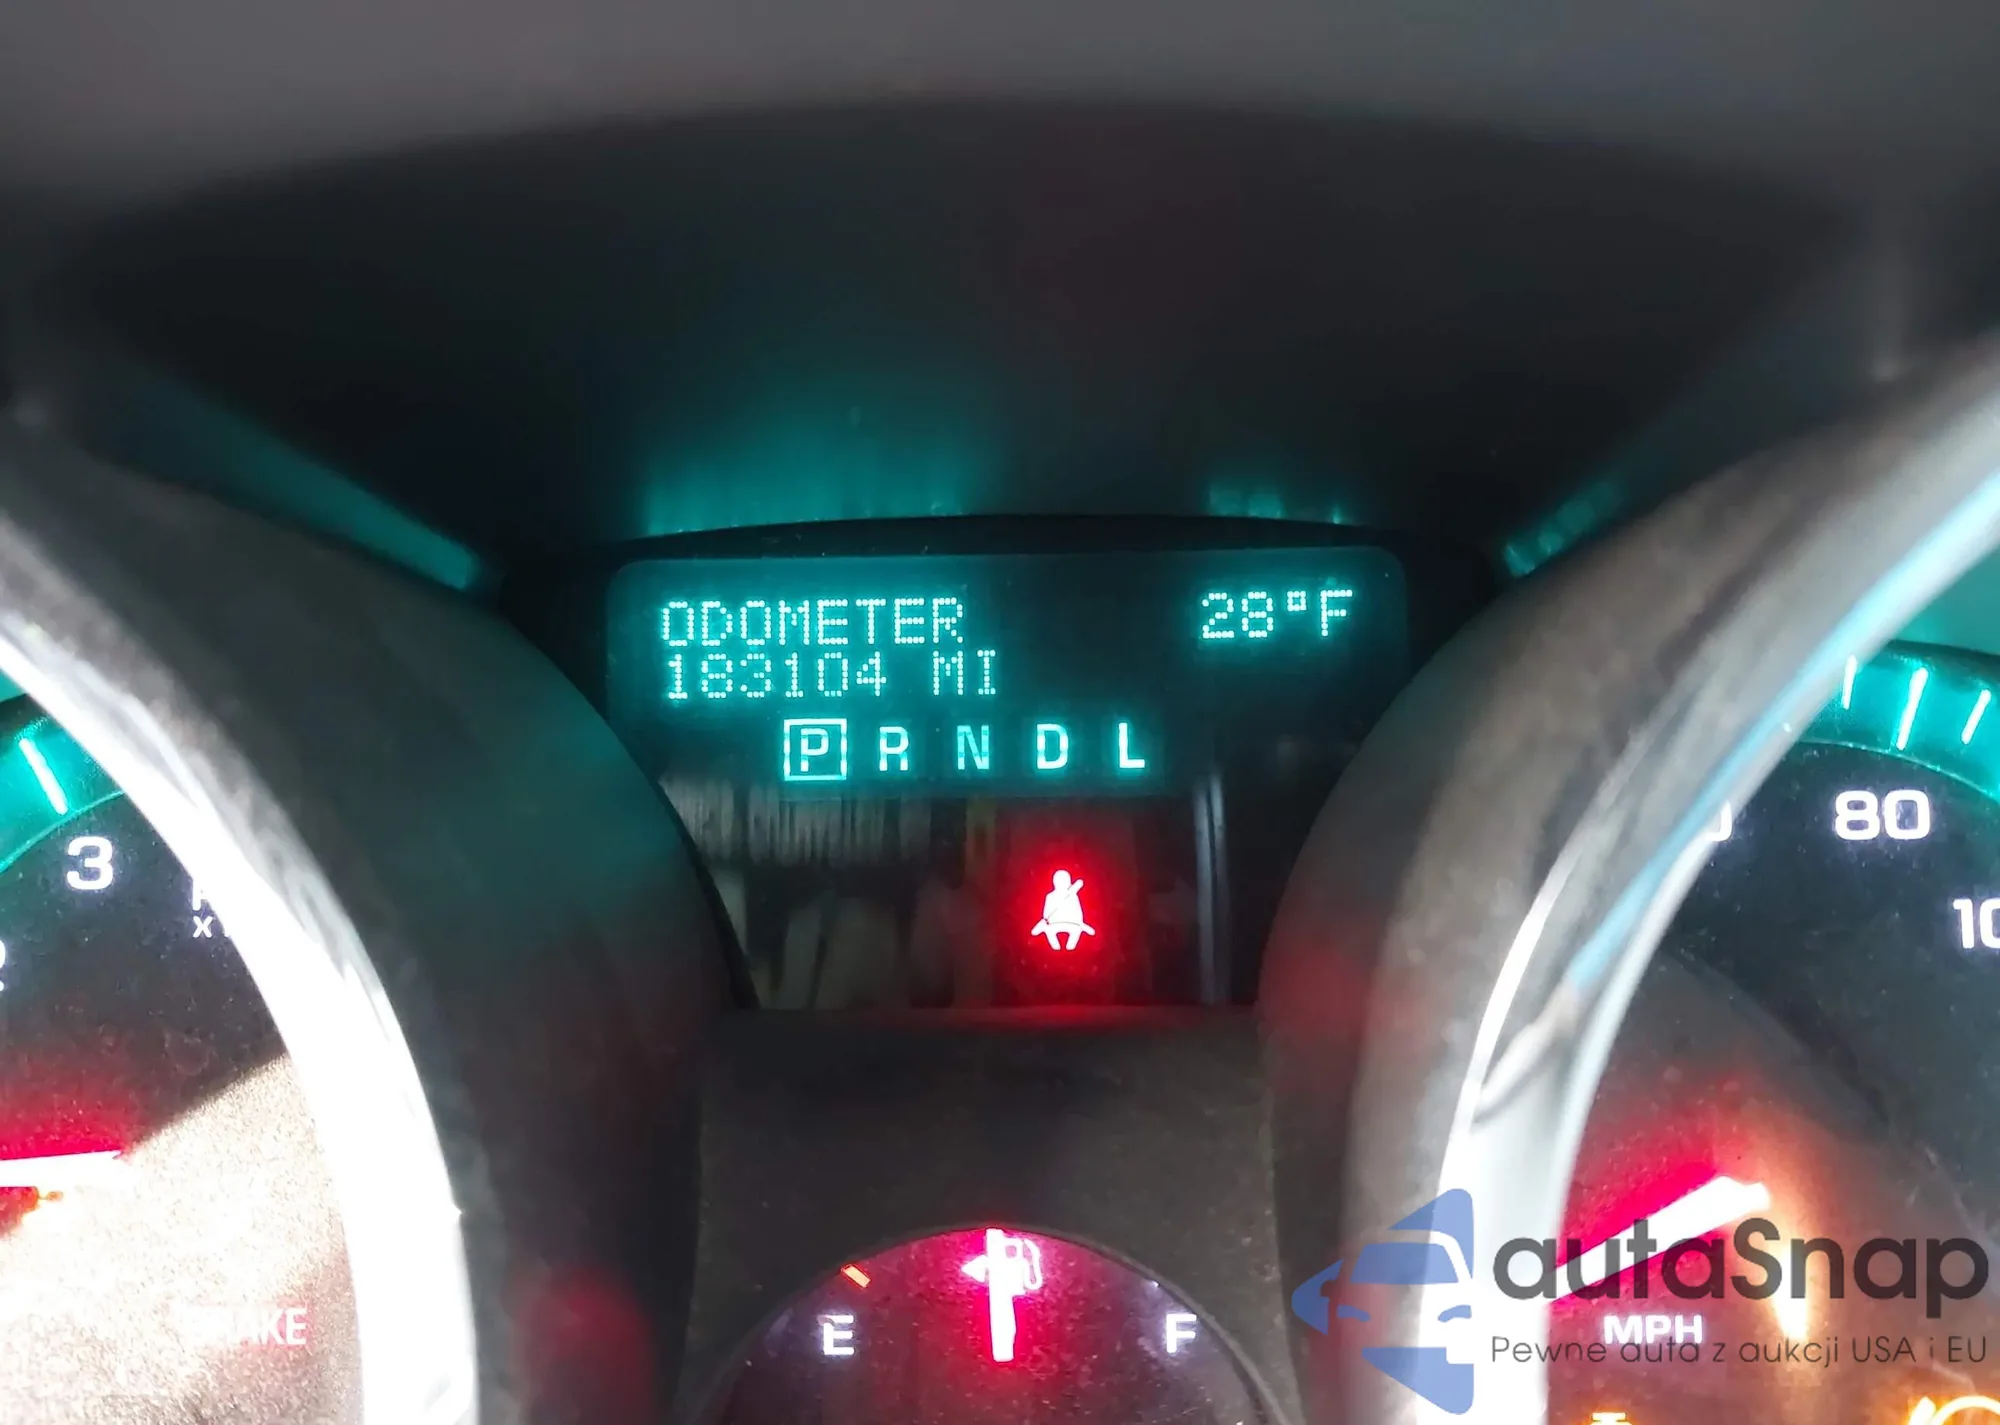 ODOMETER 28°F
183104 MI
P R N D L
3
80
E F
MPH
autaSnap
Pewne auta z aukcji USA i EU